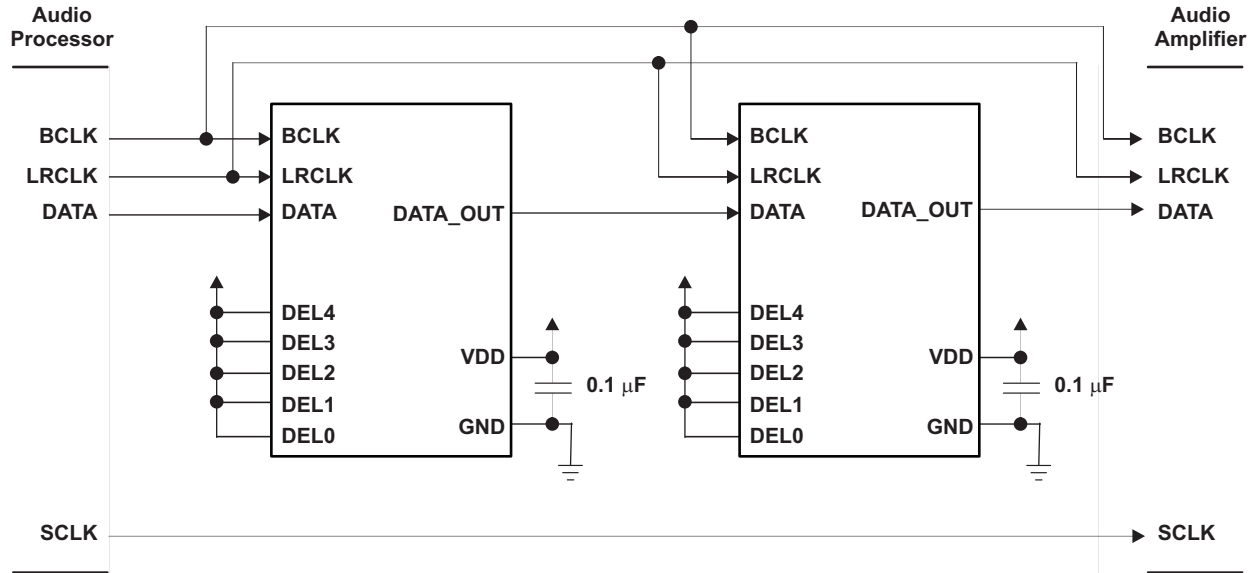 Audio
Processor
Audio
Amplifier
BCLK
LRCLK
DATA
BCLK
LRCLK
DATA
DATA_OUT
DEL4
DEL3
DEL2
DEL1
DEL0
VDD
GND
0.1 μF
BCLK
LRCLK
DATA
DATA_OUT
DEL4
DEL3
DEL2
DEL1
DEL0
VDD
GND
0.1 μF
BCLK
LRCLK
DATA
SCLK
SCLK